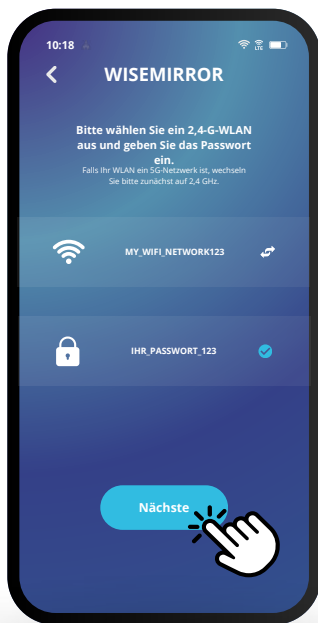 10:18
LTE
WISEMIRROR
Bitte wählen Sie ein 2,4-G-WLAN
aus und geben Sie das Passwort
ein.
Falls Ihr WLAN ein 5G-Netzwerk ist, wechseln
Sie bitte zunächst auf 2,4 GHz.
MY_WIFI_NETWORK123
IHR_PASSWORT_123
Nächste